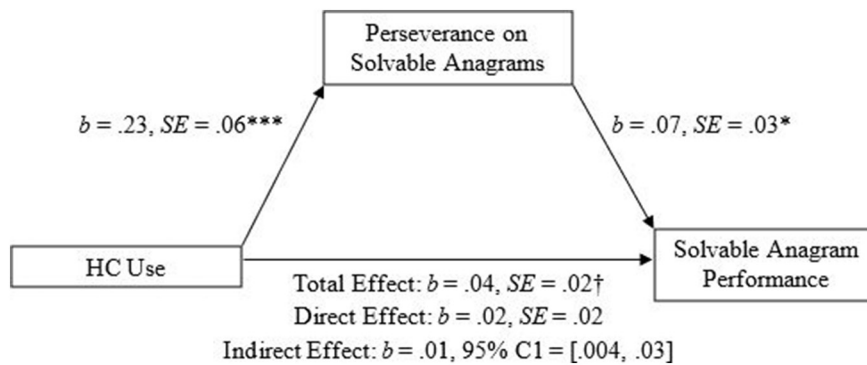 Perseverance on
Solvable Anagrams
b = .23, SE = .06***
b = .07, SE = .03*
HC Use
Solvable Anagram
Performance
Total Effect: b = .04, SE = .02†
Direct Effect: b = .02, SE = .02
Indirect Effect: b = .01, 95% C1 = [.004, .03]